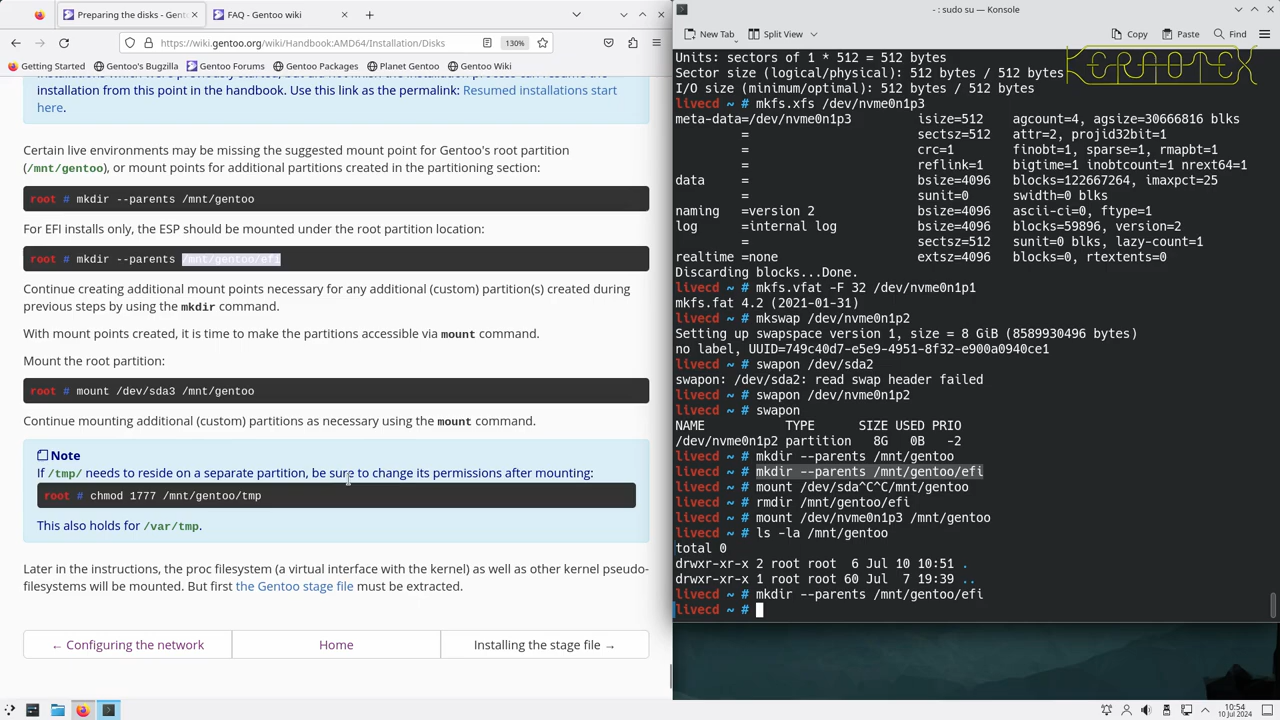 Preparing the disks - Gent
FAQ - Gentoo wiki
https://wiki.gentoo.org/wiki/Handbook:AMD64/Installation/Disks
130%
Getting Started
Gentoo's Bugzilla
Gentoo Forums
Gentoo Packages
Planet Gentoo
Gentoo Wiki
installation from this point in the handbook. Use this link as the permalink: Resumed installations start
here.
Certain live environments may be missing the suggested mount point for Gentoo's root partition
(/mnt/gentoo), or mount points for additional partitions created in the partitioning section:
root # mkdir --parents /mnt/gentoo
For EFI installs only, the ESP should be mounted under the root partition location:
root # mkdir --parents /mnt/gentoo/efi
Continue creating additional mount points necessary for any additional (custom) partition(s) created during
previous steps by using the mkdir command.
With mount points created, it is time to make the partitions accessible via mount command.
Mount the root partition:
root # mount /dev/sda3 /mnt/gentoo
Continue mounting additional (custom) partitions as necessary using the mount command.
Note
If /tmp/ needs to reside on a separate partition, be sure to change its permissions after mounting:
root # chmod 1777 /mnt/gentoo/tmp
This also holds for /var/tmp.
Later in the instructions, the proc filesystem (a virtual interface with the kernel) as well as other kernel pseudo-
filesystems will be mounted. But first the Gentoo stage file must be extracted.
← Configuring the network
Home
Installing the stage file →
- : sudo su — Konsole
New Tab
Split View
Copy
Paste
Find
Units: sectors of 1 * 512 = 512 bytes
Sector size (logical/physical): 512 bytes / 512 bytes
I/O size (minimum/optimal): 512 bytes / 512 bytes
livecd ~ # mkfs.xfs /dev/nvme0n1p3
meta-data=/dev/nvme0n1p3 isize=512 agcount=4, agsize=30666816 blks
= sectsz=512 attr=2, projid32bit=1
= crc=1 finobt=1, sparse=1, rmapbt=1
= reflink=1 bigtime=1 inobtcount=1 nrext64=1
data = bsize=4096 blocks=122667264, imaxpct=25
= sunit=0 swidth=0 blks
naming =version 2 bsize=4096 ascii-ci=0, ftype=1
log =internal log bsize=4096 blocks=59896, version=2
= sectsz=512 sunit=0 blks, lazy-count=1
realtime =none extsz=4096 blocks=0, rtextents=0
Discarding blocks...Done.
livecd ~ # mkfs.vfat -F 32 /dev/nvme0n1p1
mkfs.fat 4.2 (2021-01-31)
livecd ~ # mkswap /dev/nvme0n1p2
Setting up swapspace version 1, size = 8 GiB (8589930496 bytes)
no label, UUID=749c40d7-e5e9-4951-8f32-e900a0940ce1
livecd ~ # swapon /dev/sda2
swapon: /dev/sda2: read swap header failed
livecd ~ # swapon /dev/nvme0n1p2
livecd ~ # swapon
NAME TYPE SIZE USED PRIO
/dev/nvme0n1p2 partition 8G 0B -2
livecd ~ # mkdir --parents /mnt/gentoo
livecd ~ # mkdir --parents /mnt/gentoo/efi
livecd ~ # mount /dev/sda^C^C/mnt/gentoo
livecd ~ # rmdir /mnt/gentoo/efi
livecd ~ # mount /dev/nvme0n1p3 /mnt/gentoo
livecd ~ # ls -la /mnt/gentoo
total 0
drwxr-xr-x 2 root root 6 Jul 10 10:51 .
drwxr-xr-x 1 root root 60 Jul 7 19:39 ..
livecd ~ # mkdir --parents /mnt/gentoo/efi
livecd ~ #
10:54
10 Jul 2024